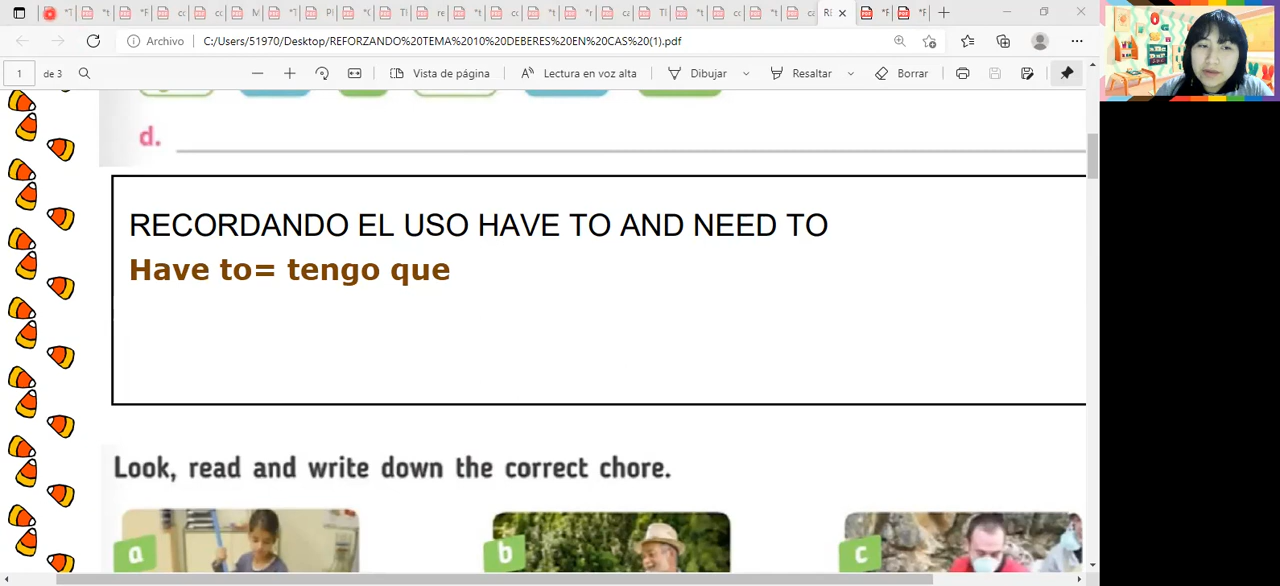 Archivo
C:/Users/51970/Desktop/REFORZANDO%20TEMA%2010%20DEBERES%20EN%20CAS%20(1).pdf
1 de 3
Vista de página
Lectura en voz alta
Dibujar
Resaltar
Borrar
d.
RECORDANDO EL USO HAVE TO AND NEED TO
Have to= tengo que
Look, read and write down the correct chore.
a
b
c